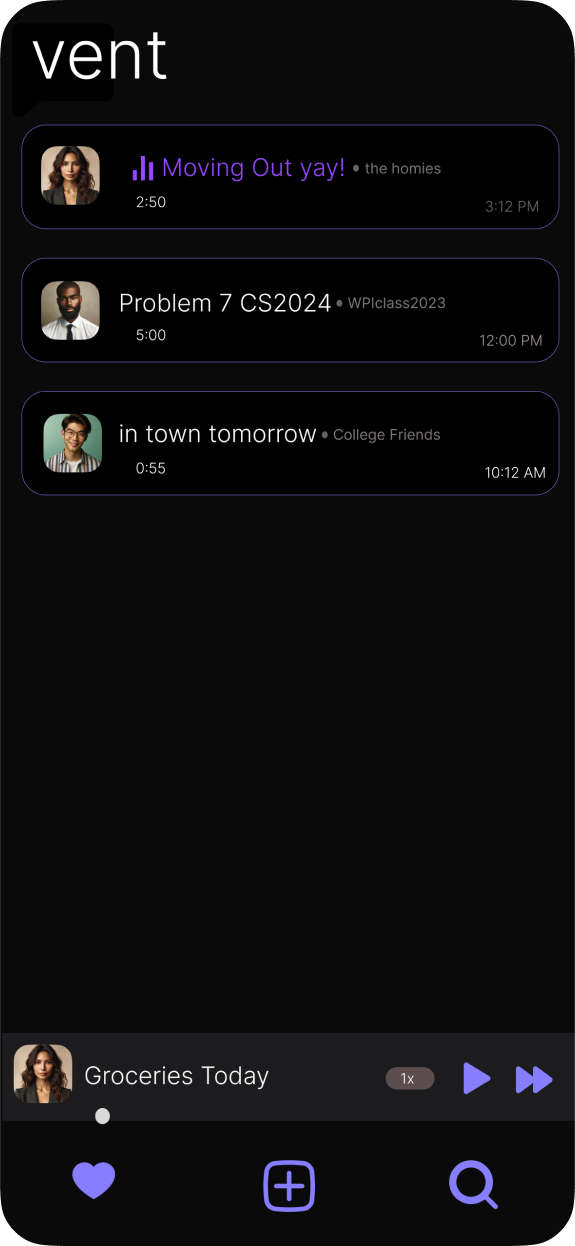 vent
Moving Out yay! • the homies
2:50
3:12 PM
Problem 7 CS2024 • WPIclass2023
5:00
12:00 PM
in town tomorrow • College Friends
0:55
10:12 AM
Groceries Today
1x